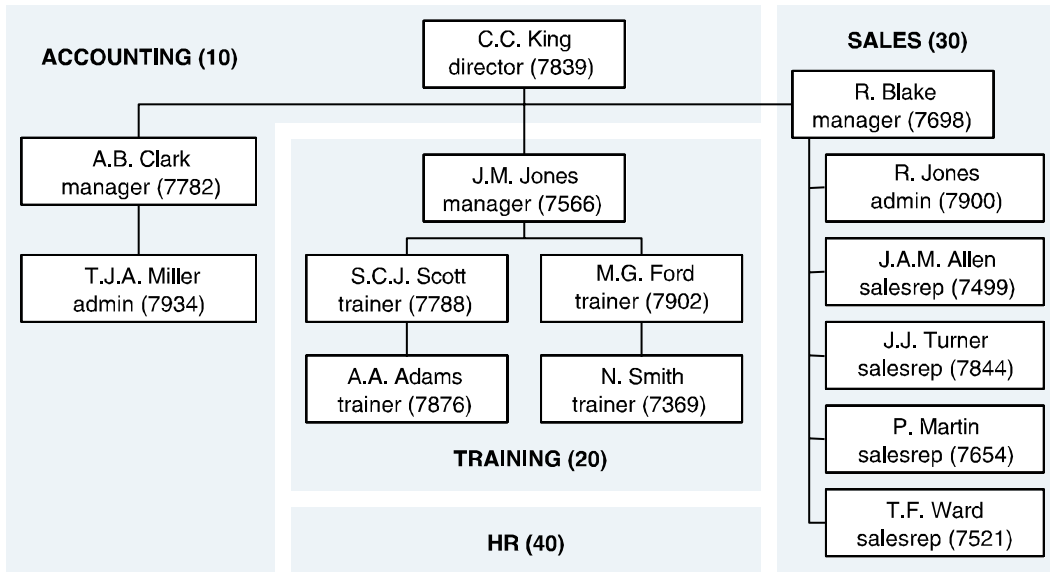 ACCOUNTING (10)
C.C. King
director (7839)
SALES (30)
R. Blake
manager (7698)
A.B. Clark
manager (7782)
J.M. Jones
manager (7566)
R. Jones
admin (7900)
T.J.A. Miller
admin (7934)
S.C.J. Scott
trainer (7788)
M.G. Ford
trainer (7902)
J.A.M. Allen
salesrep (7499)
J.J. Turner
salesrep (7844)
A.A. Adams
trainer (7876)
N. Smith
trainer (7369)
P. Martin
salesrep (7654)
TRAINING (20)
T.F. Ward
salesrep (7521)
HR (40)